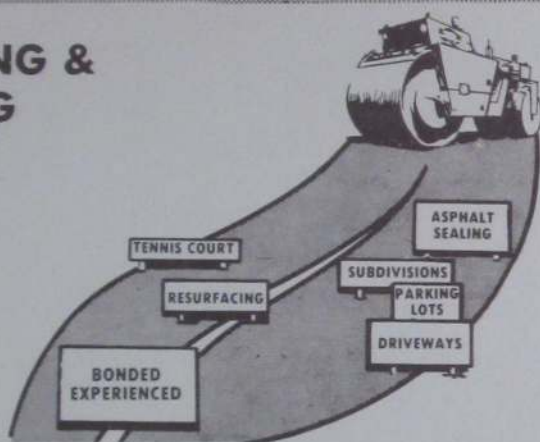 NG &
G
ASPHALT
SEALING
TENNIS COURT
SUBDIVISIONS
RESURFACING
PARKING
LOTS
DRIVEWAYS
BONDED
EXPERIENCED